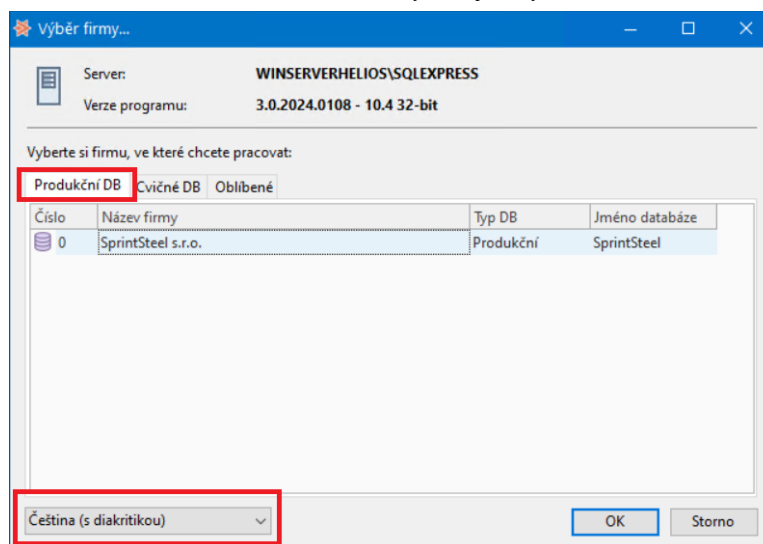 Výběr firmy...
Server: WINSERVERHELIOS\SQLEXPRESS
Verze programu: 3.0.2024.0108 - 10.4 32-bit
Vyberte si firmu, ve které chcete pracovat:
Produkční DB Cvičné DB Oblíbené
Číslo Název firmy Typ DB Jméno databáze
0 SprintSteel s.r.o. Produkční SprintSteel
Čeština (s diakritikou) OK Storno